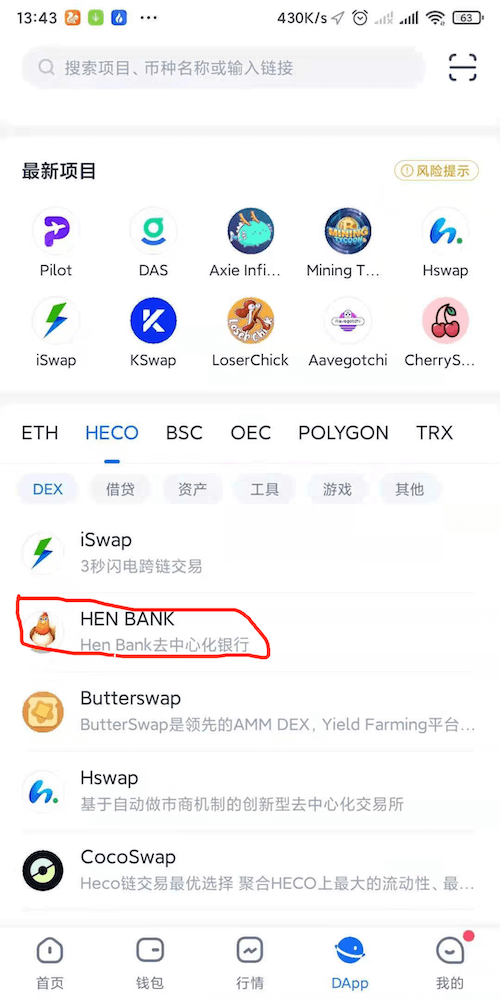 13:43
430K/s
63
搜索项目、币种名称或输入链接
最新项目
风险提示
Pilot
DAS
Axie Infi...
Mining T...
Hswap
iSwap
KSwap
LoserChick
Aavegotchi
CherryS...
ETH
HECO
BSC
OEC
POLYGON
TRX
DEX
借贷
资产
工具
游戏
其他
iSwap
3秒闪电跨链交易
HEN BANK
Hen Bank去中心化银行
Butterswap
ButterSwap是领先的AMM DEX，Yield Farming平台...
Hswap
基于自动做市商机制的创新型去中心化交易所
CocoSwap
Heco链交易最优选择 聚合HECO上最大的流动性、最...
首页
钱包
行情
DApp
我的